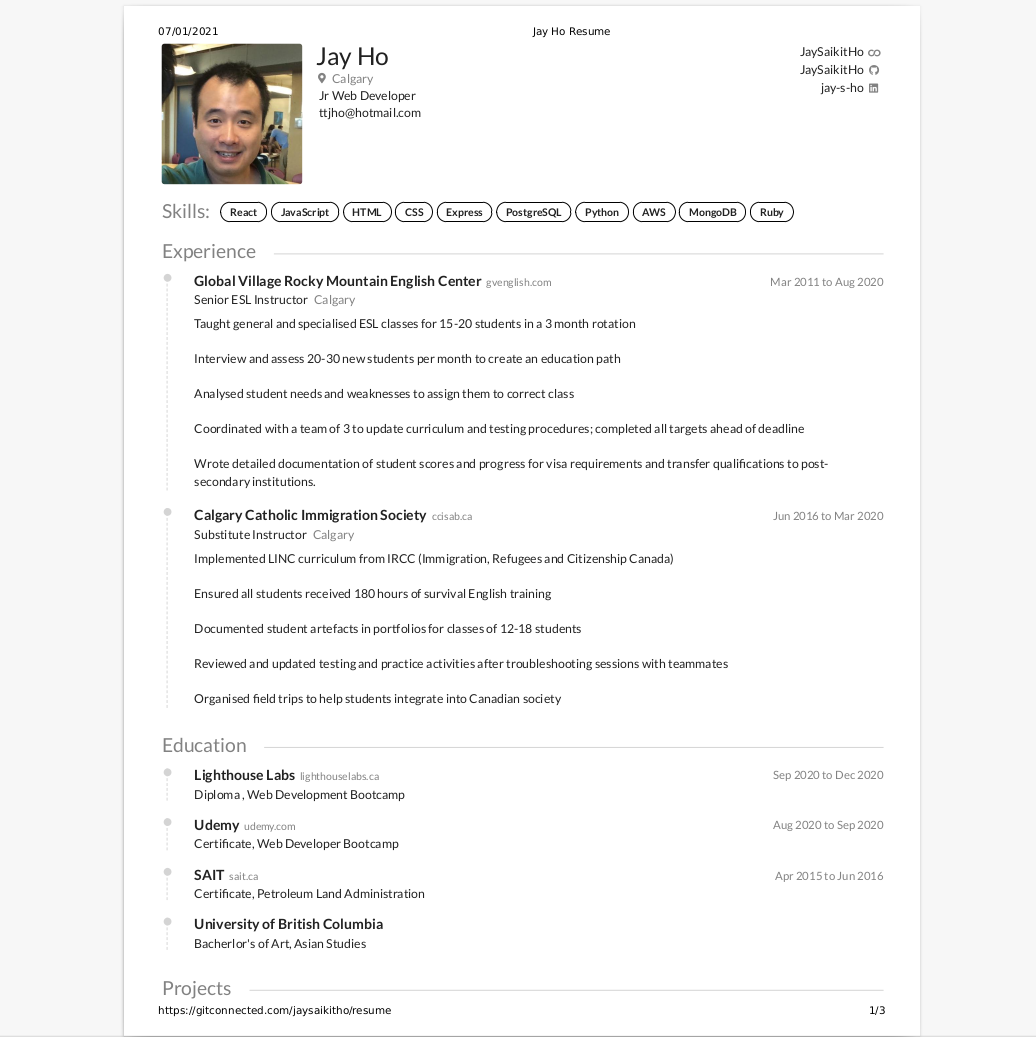 07/01/2021 Jay Ho Resume
Jay Ho
Calgary
Jr Web Developer
ttjho@hotmail.com
JaySaikitHo
JaySaikitHo
jay-s-ho
Skills: React JavaScript HTML CSS Express PostgreSQL Python AWS MongoDB Ruby
Experience
Global Village Rocky Mountain English Center gvenglish.com Mar 2011 to Aug 2020
Senior ESL Instructor Calgary
Taught general and specialised ESL classes for 15-20 students in a 3 month rotation
Interview and assess 20-30 new students per month to create an education path
Analysed student needs and weaknesses to assign them to correct class
Coordinated with a team of 3 to update curriculum and testing procedures; completed all targets ahead of deadline
Wrote detailed documentation of student scores and progress for visa requirements and transfer qualifications to post-
secondary institutions.
Calgary Catholic Immigration Society ccisab.ca Jun 2016 to Mar 2020
Substitute Instructor Calgary
Implemented LINC curriculum from IRCC (Immigration, Refugees and Citizenship Canada)
Ensured all students received 180 hours of survival English training
Documented student artefacts in portfolios for classes of 12-18 students
Reviewed and updated testing and practice activities after troubleshooting sessions with teammates
Organised field trips to help students integrate into Canadian society
Education
Lighthouse Labs lighthouselabs.ca Sep 2020 to Dec 2020
Diploma , Web Development Bootcamp
Udemy udemy.com Aug 2020 to Sep 2020
Certificate, Web Developer Bootcamp
SAIT sait.ca Apr 2015 to Jun 2016
Certificate, Petroleum Land Administration
University of British Columbia
Bacherlor's of Art, Asian Studies
Projects
https://gitconnected.com/jaysaikitho/resume 1/3